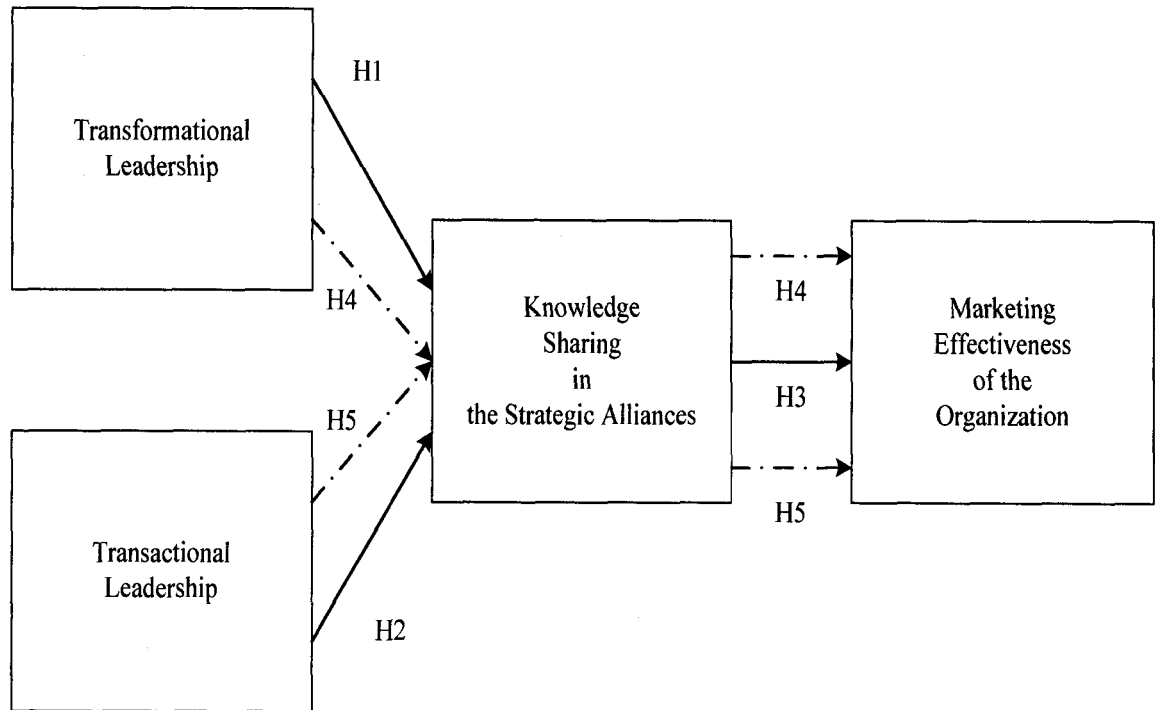 H1
Transformational
Leadership
H4
Knowledge
Sharing
in
the Strategic Alliances
H4
H3
H5
Marketing
Effectiveness
of the
Organization
H5
Transactional
Leadership
H2